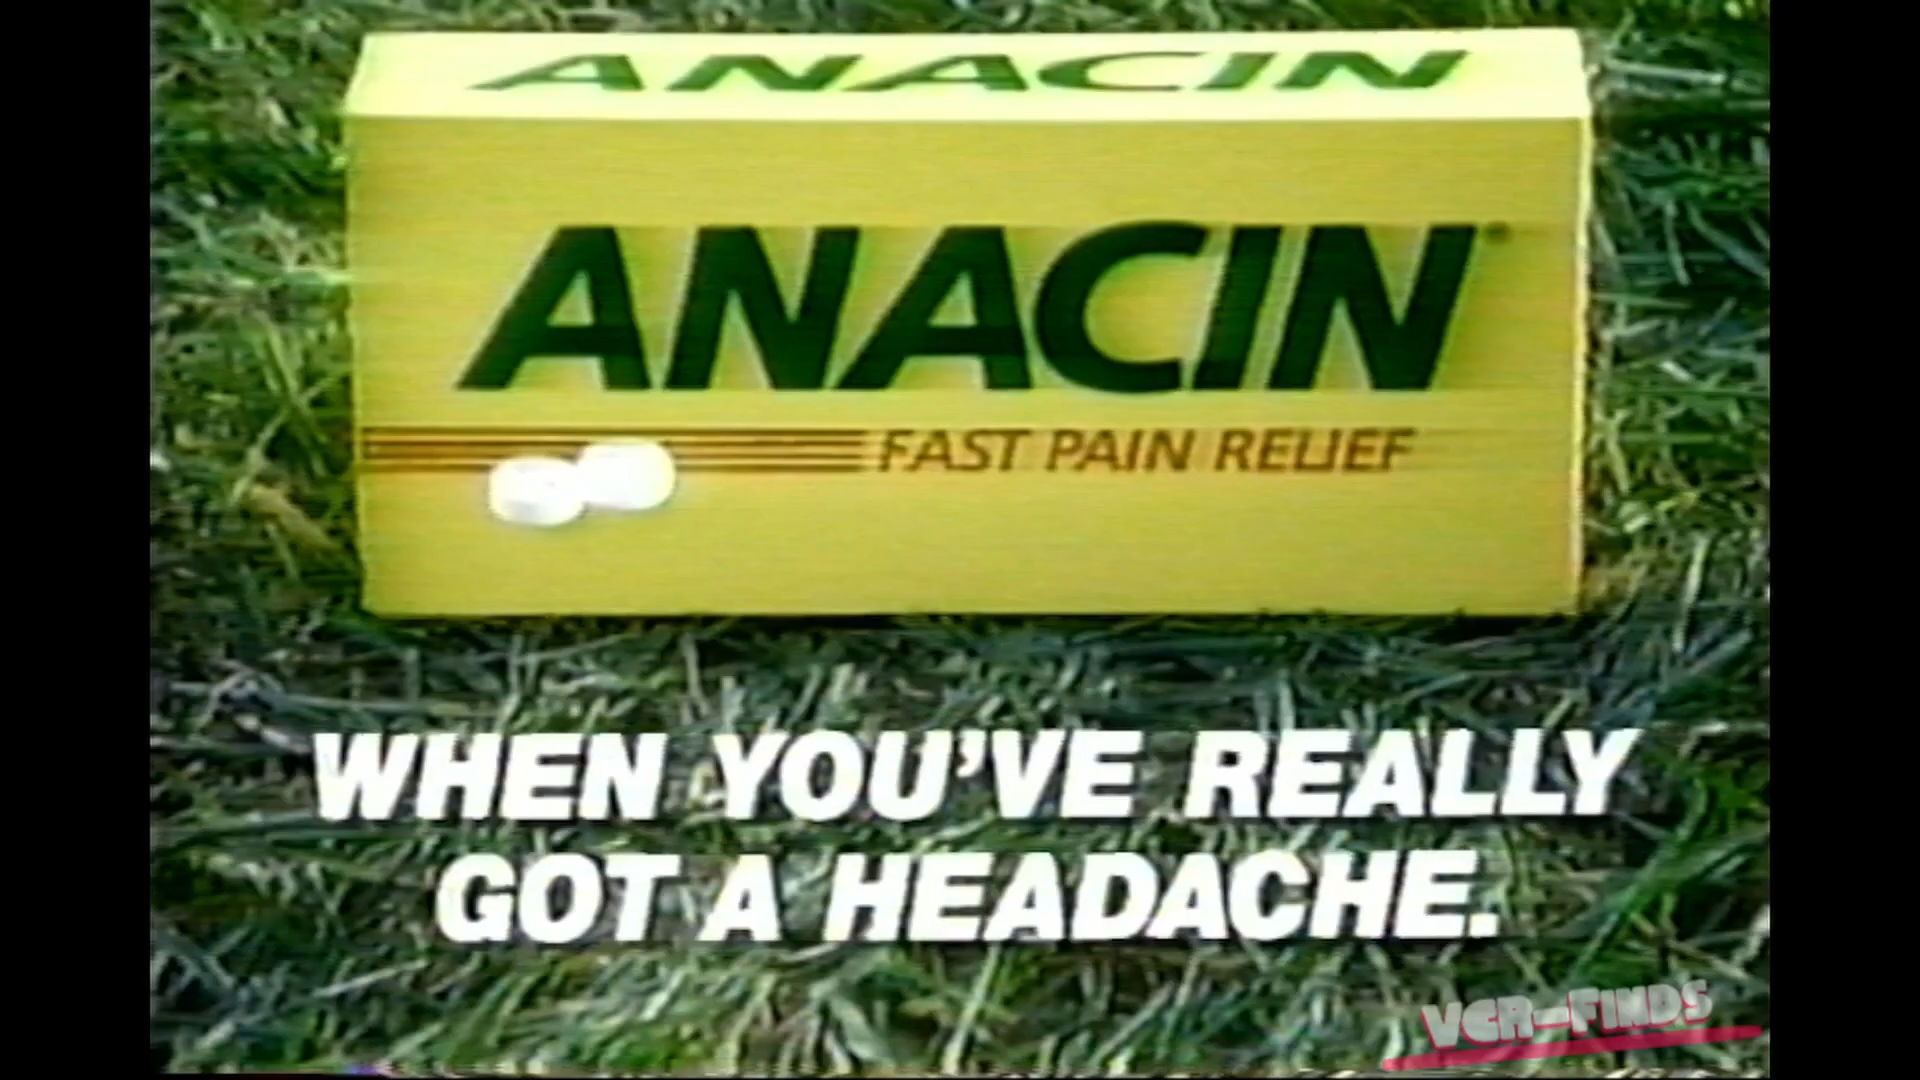 ANACIN
ANACIN
FAST PAIN RELIEF
WHEN YOU'VE REALLY
GOT A HEADACHE.
VCR-FINDS